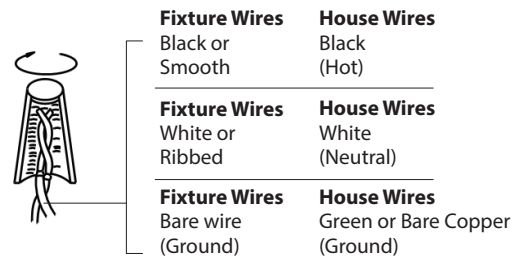 Fixture Wires House Wires
Black or Black
Smooth (Hot)
Fixture Wires House Wires
White or White
Ribbed (Neutral)
Fixture Wires House Wires
Bare wire Green or Bare Copper
(Ground) (Ground)